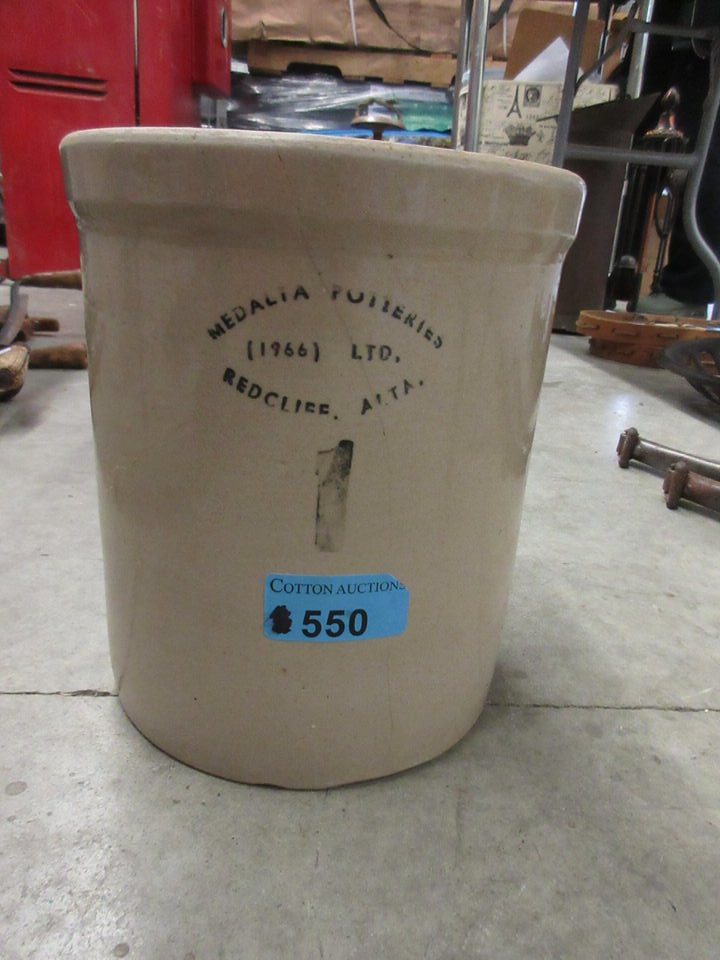 MEDALTA POTTERIES
(1966) LTD.
REDCLIFF, ALTA.
1
COTTON AUCTIONS
550